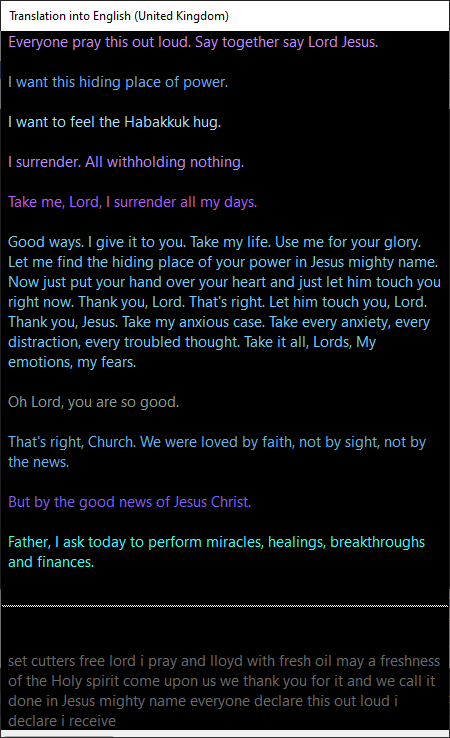 Translation into English (United Kingdom)
Everyone pray this out loud. Say together say Lord Jesus.
I want this hiding place of power.
I want to feel the Habakkuk hug.
I surrender. All withholding nothing.
Take me, Lord, I surrender all my days.
Good ways. I give it to you. Take my life. Use me for your glory.
Let me find the hiding place of your power in Jesus mighty name.
Now just put your hand over your heart and just let him touch you
right now. Thank you, Lord. That's right. Let him touch you, Lord.
Thank you, Jesus. Take my anxious case. Take every anxiety, every
distraction, every troubled thought. Take it all, Lords, My
emotions, my fears.
Oh Lord, you are so good.
That's right, Church. We were loved by faith, not by sight, not by
the news.
But by the good news of Jesus Christ.
Father, I ask today to perform miracles, healings, breakthroughs
and finances.
set cutters free lord i pray and lloyd with fresh oil may a freshness
of the Holy spirit come upon us we thank you for it and we call it
done in Jesus mighty name everyone declare this out loud i
declare i receive